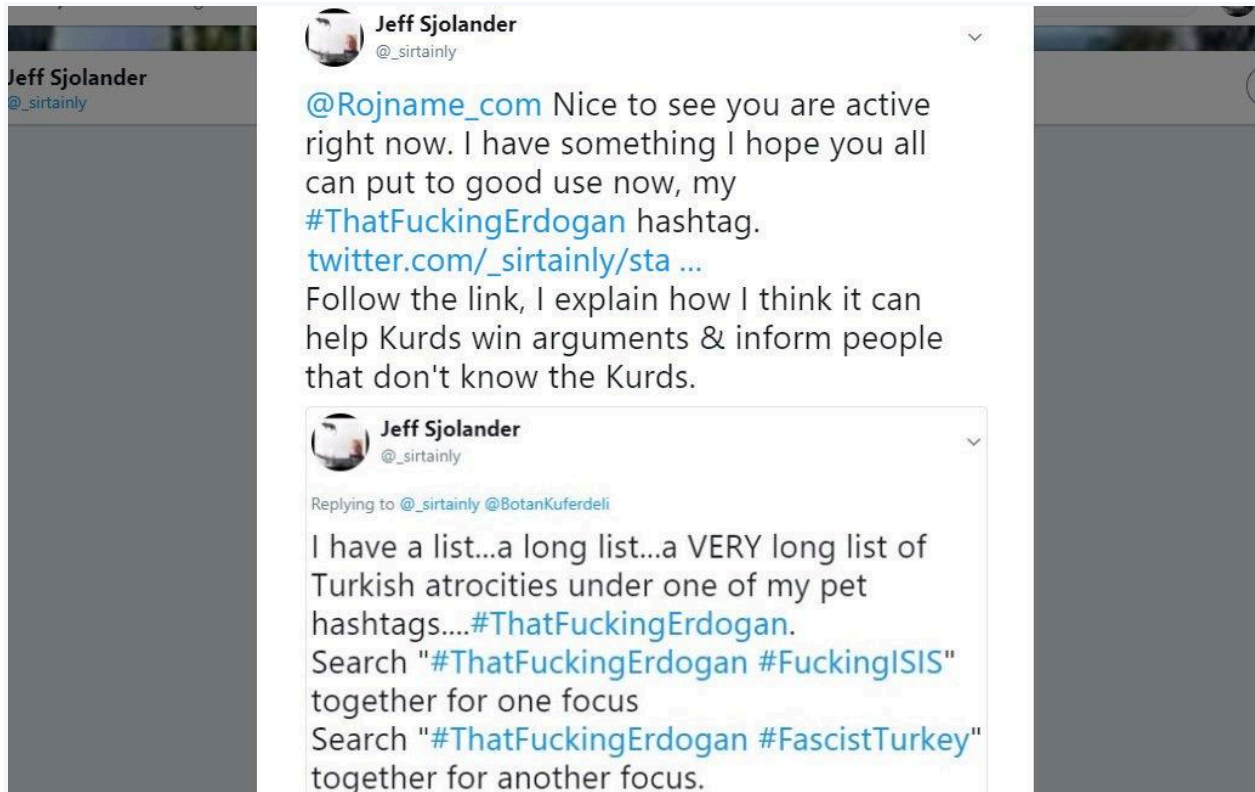 Jeff Sjolander
@_sirtainly
Jeff Sjolander
@_sirtainly
@Rojname_com Nice to see you are active
right now. I have something I hope you all
can put to good use now, my
#ThatFuckingErdogan hashtag.
twitter.com/_sirtainly/sta ...
Follow the link, I explain how I think it can
help Kurds win arguments & inform people
that don't know the Kurds.
Jeff Sjolander
@_sirtainly
Replying to @_sirtainly @BotanKuferdeli
I have a list...a long list...a VERY long list of
Turkish atrocities under one of my pet
hashtags....#ThatFuckingErdogan.
Search "#ThatFuckingErdogan #FuckingISIS"
together for one focus
Search "#ThatFuckingErdogan #FascistTurkey"
together for another focus.